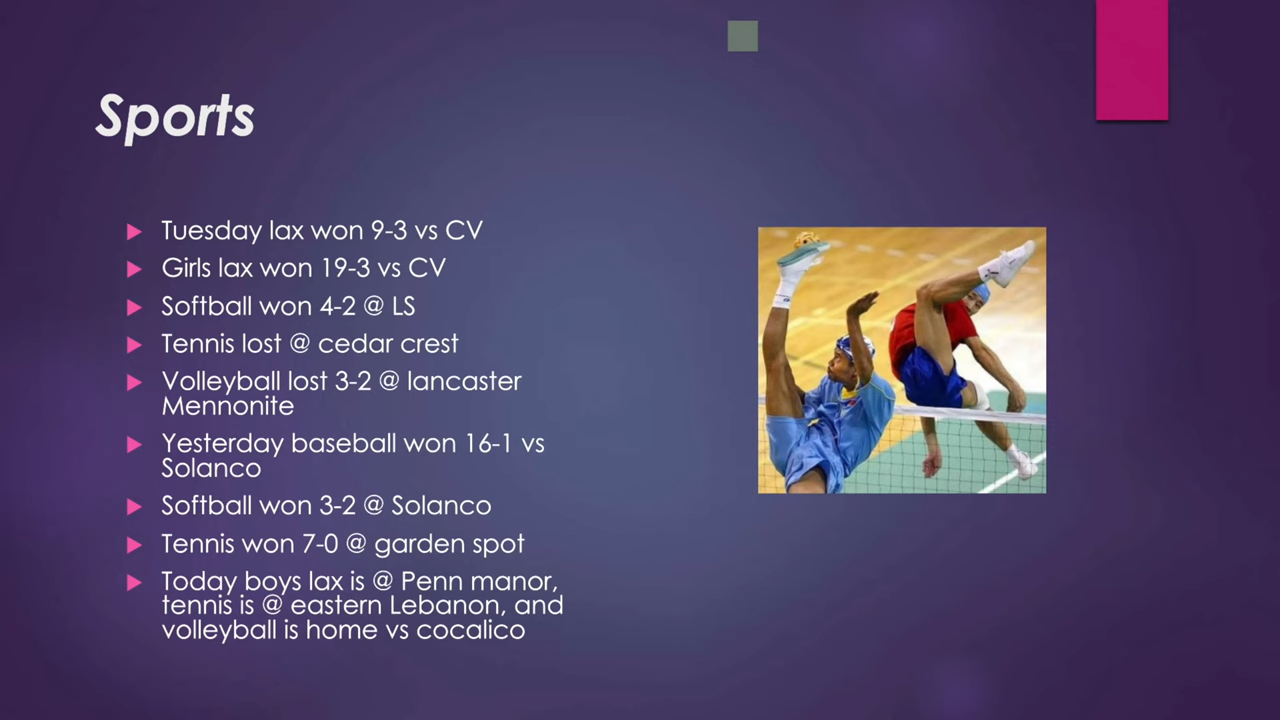 Sports
Tuesday lax won 9-3 vs CV
Girls lax won 19-3 vs CV
Softball won 4-2 @ LS
Tennis lost @ cedar crest
Volleyball lost 3-2 @ lancaster
Mennonite
Yesterday baseball won 16-1 vs
Solanco
Softball won 3-2 @ Solanco
Tennis won 7-0 @ garden spot
Today boys lax is @ Penn manor,
tennis is @ eastern Lebanon, and
volleyball is home vs cocalico